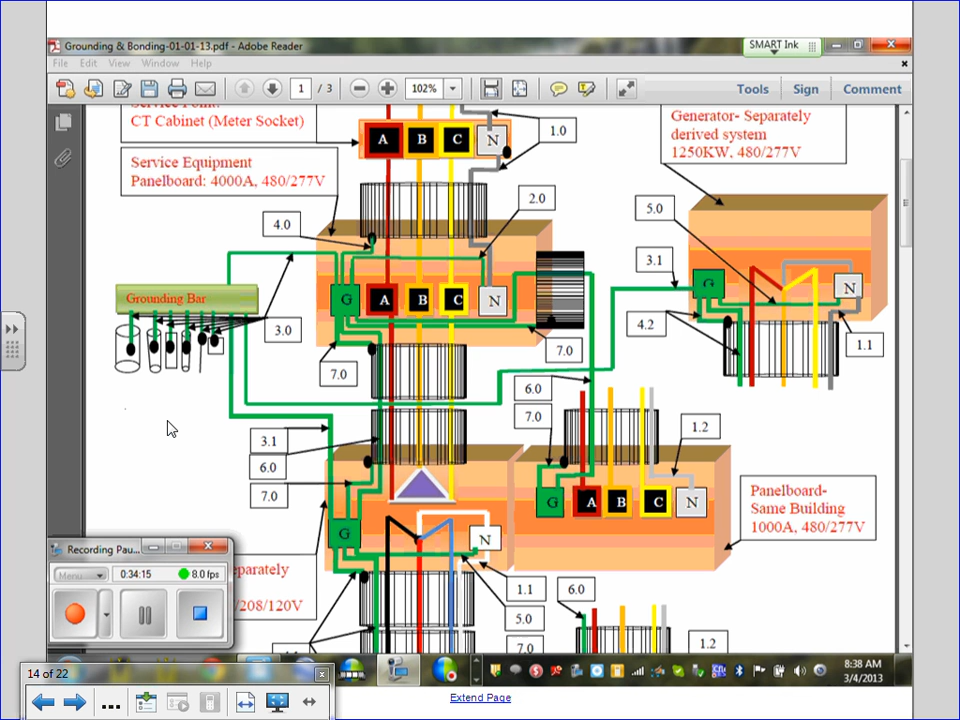 Grounding & Bonding-01-01-13.pdf - Adobe Reader
SMART Ink
File Edit View Window Help
1 / 3
102%
Tools Sign Comment
CT Cabinet (Meter Socket)
Service Equipment
Panelboard: 4000A, 480/277V
A B C N
1.0
Generator- Separately
derived system
1250KW, 480/277V
4.0
2.0
5.0
3.1
Grounding Bar
G A B C N
G N
3.0
4.2
1.1
7.0
7.0
6.0
7.0
1.2
3.1
6.0
7.0
G A B C N
Panelboard-
Same Building
1000A, 480/277V
G N
Recording Pau...
Menu
0:34:15
8.0 fps
eparately
/208/120V
1.1
6.0
5.0
7.0
1.2
14 of 22
8:38 AM
3/4/2013
Extend Page